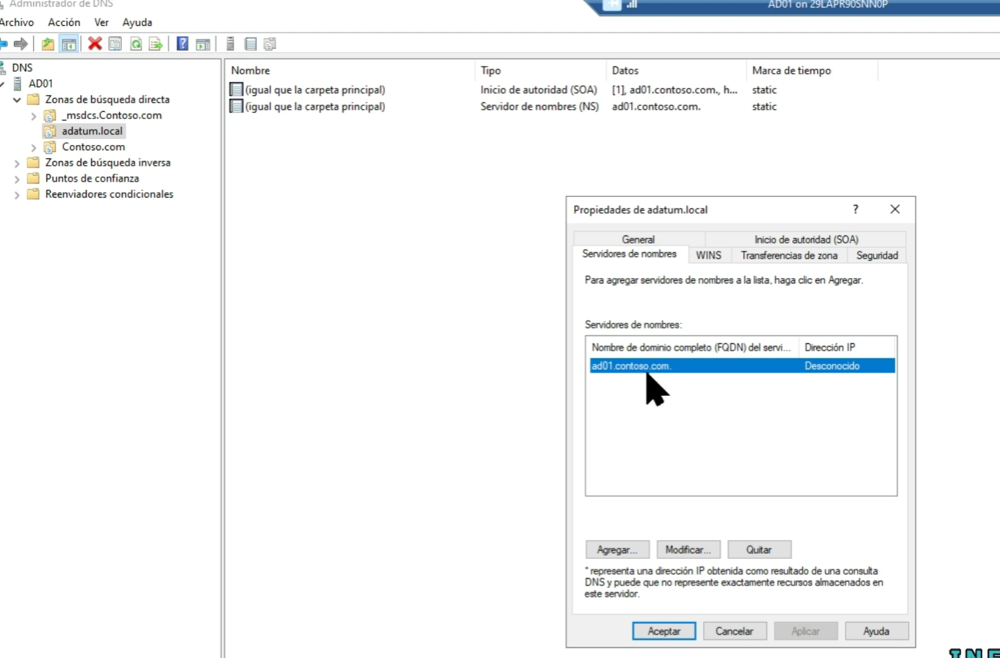 Administrador de DNS
AD01 on 29LAPR90SNN0P
Archivo Acción Ver Ayuda
DNS
AD01
Zonas de búsqueda directa
_msdcs.Contoso.com
adatum.local
Contoso.com
Zonas de búsqueda inversa
Puntos de confianza
Reenviadores condicionales
Nombre Tipo Datos Marca de tiempo
(igual que la carpeta principal) Inicio de autoridad (SOA) [1], ad01.contoso.com., h... static
(igual que la carpeta principal) Servidor de nombres (NS) ad01.contoso.com. static
Propiedades de adatum.local
General Inicio de autoridad (SOA)
Servidores de nombres WINS Transferencias de zona Seguridad
Para agregar servidores de nombres a la lista, haga clic en Agregar.
Servidores de nombres:
Nombre de dominio completo (FQDN) del servi... Dirección IP
ad01.contoso.com. Desconocido
Agregar... Modificar... Quitar
* representa una dirección IP obtenida como resultado de una consulta
DNS y puede que no represente exactamente recursos almacenados en
este servidor.
Aceptar Cancelar Aplicar Ayuda